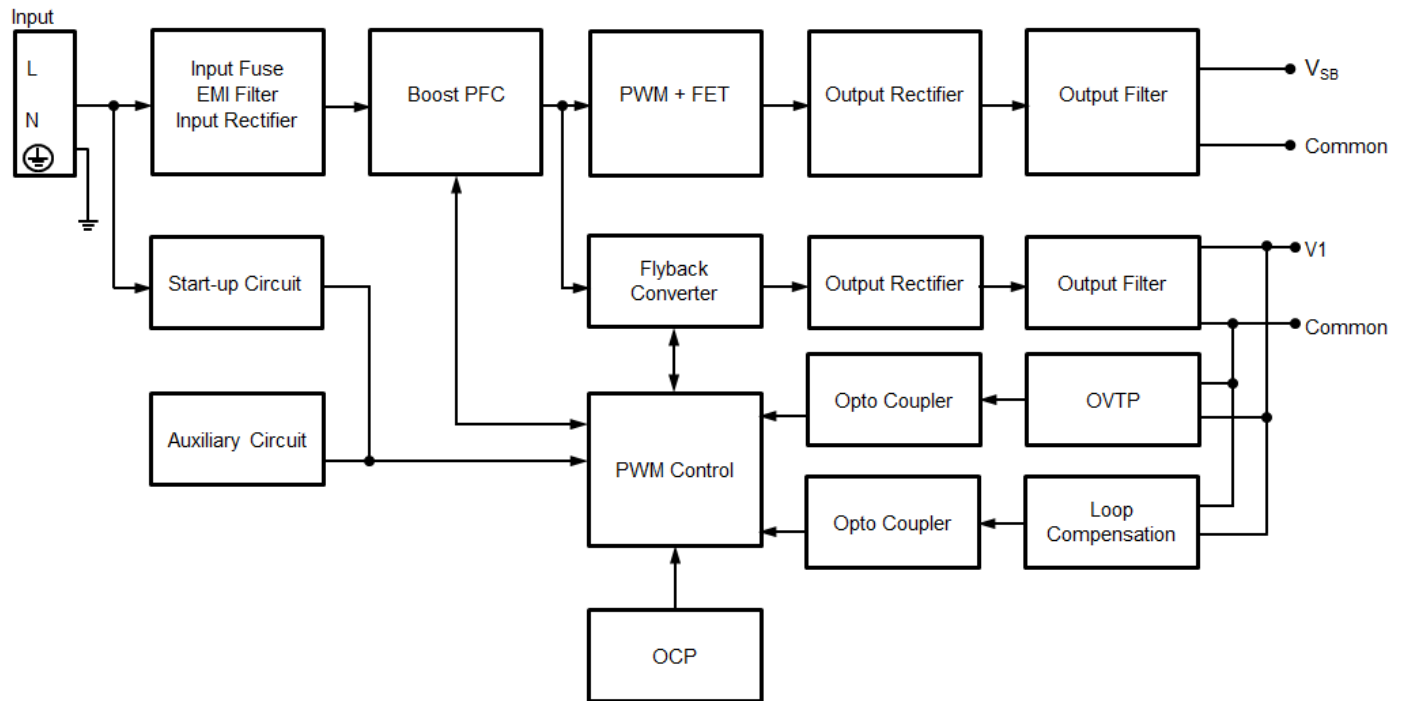 Input
L
N
Input Fuse
EMI Filter
Input Rectifier
Boost PFC
PWM + FET
Output Rectifier
Output Filter
VSB
Common
Start-up Circuit
Flyback
Converter
Output Rectifier
Output Filter
V1
Common
Auxiliary Circuit
PWM Control
Opto Coupler
OVTP
Opto Coupler
Loop
Compensation
OCP